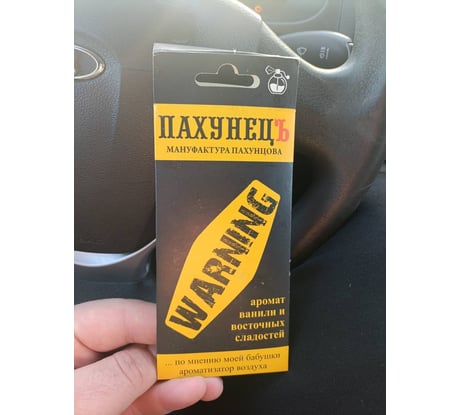 ПАХУНЕЦЪ
МАНУФАКТУРА ПАХУНЦОВА
WARNING
аромат
ванили и
восточных
сладостей
... по мнению моей бабушки
ароматизатор воздуха